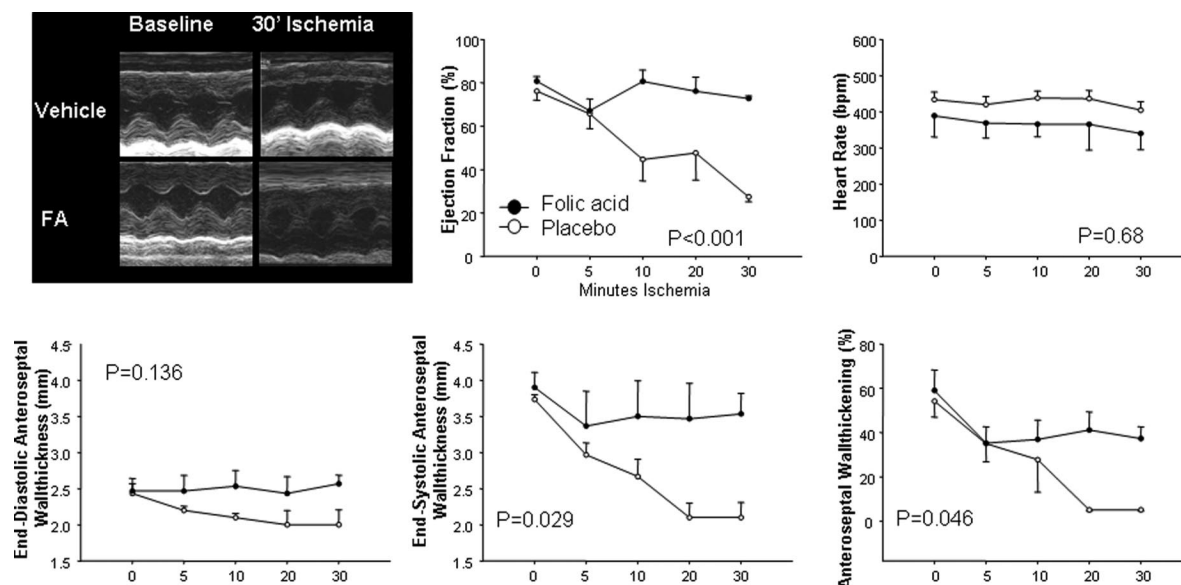 Baseline 30' Ischemia
Vehicle
FA
Ejection Fraction (%)
100
80
60
40
20
0
Folic acid
Placebo
P<0.001
0 5 10 20 30
Minutes Ischemia
Heart Rate (bpm)
600
500
400
300
200
100
0
P=0.68
0 5 10 20 30
End-Diastolic Anteroseptal
Wallthickness (mm)
4.5
4.0
3.5
3.0
2.5
2.0
1.5
P=0.136
0 5 10 20 30
End-Systolic Anteroseptal
Wallthickness (mm)
4.5
4.0
3.5
3.0
2.5
2.0
1.5
P=0.029
0 5 10 20 30
Anteroseptal Wallthickening (%)
80
60
40
20
0
P=0.046
0 5 10 20 30